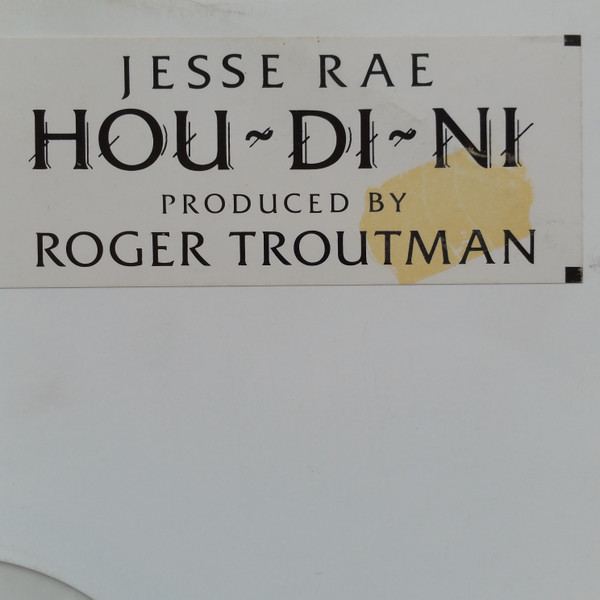 JESSE RAE
HOU~DI~NI
PRODUCED BY
ROGER TROUTMAN